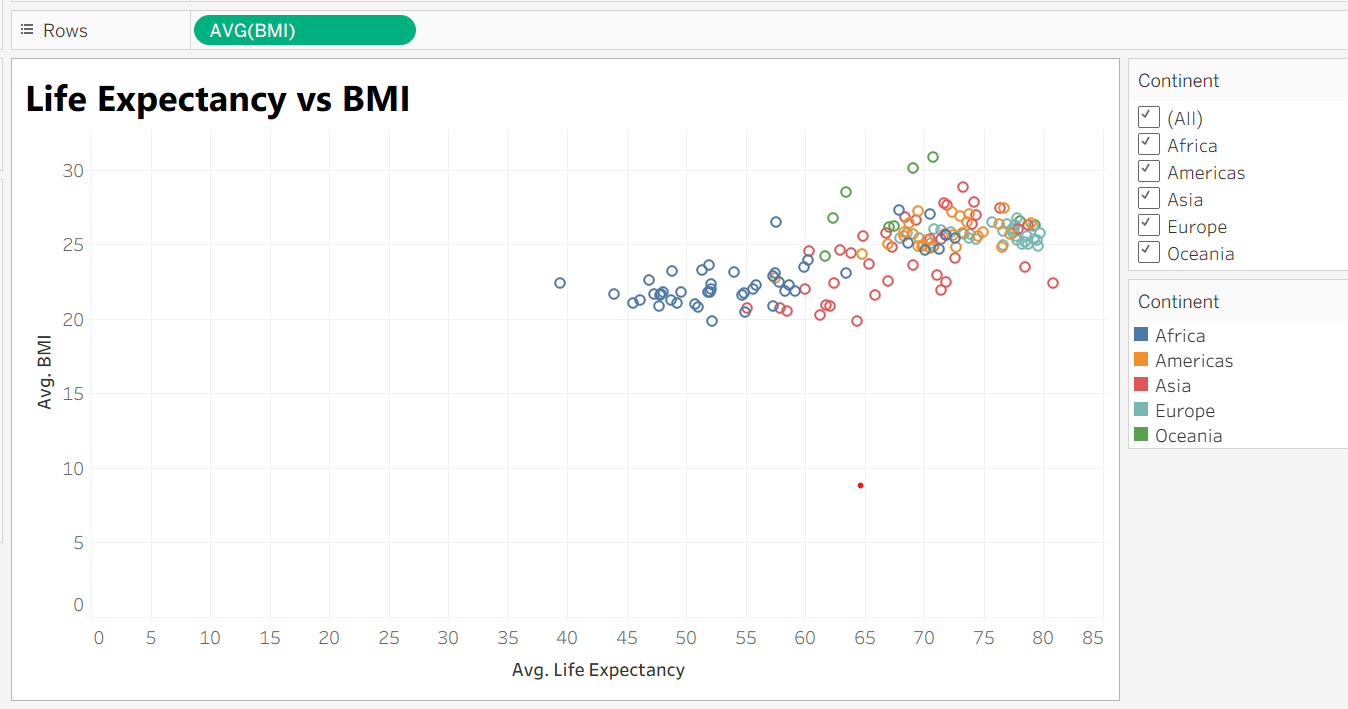 Rows AVG(BMI)
Life Expectancy vs BMI
30
25
20
15
10
5
0
Avg. BMI
0 5 10 15 20 25 30 35 40 45 50 55 60 65 70 75 80 85
Avg. Life Expectancy
Continent
(All)
Africa
Americas
Asia
Europe
Oceania
Continent
Africa
Americas
Asia
Europe
Oceania